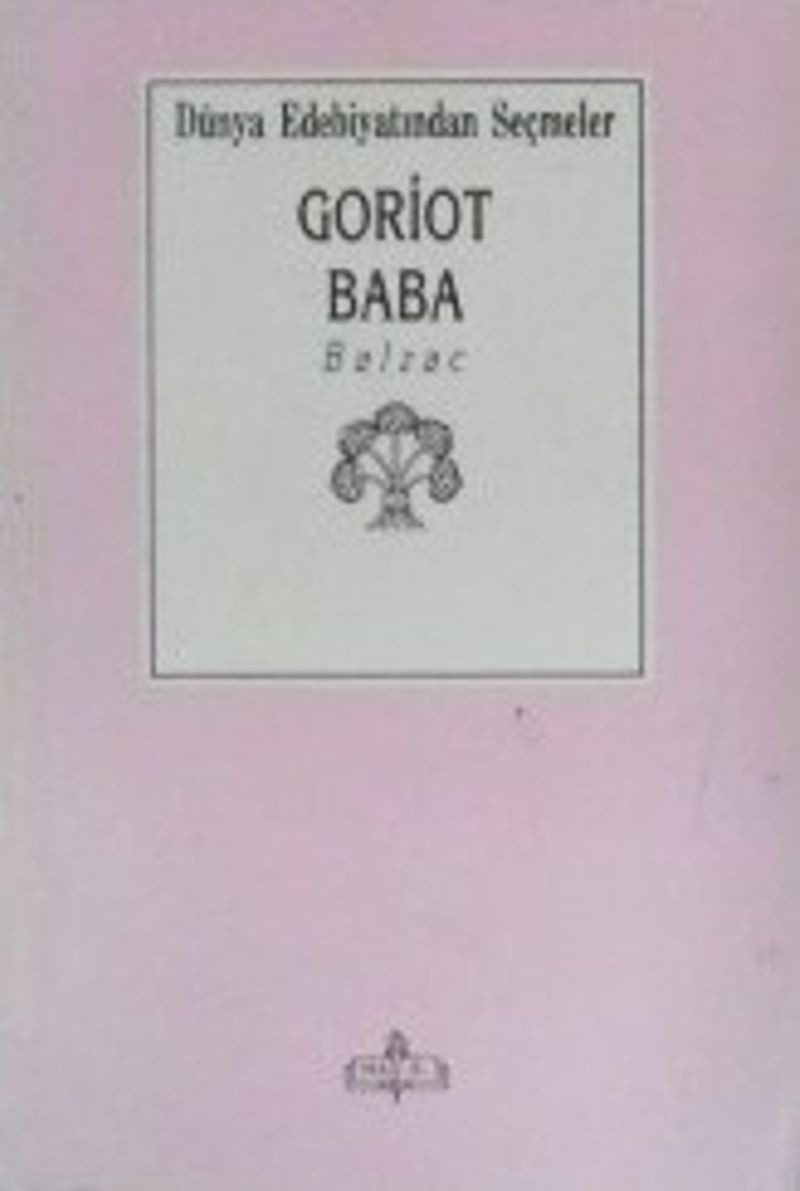 Dünya Edebiyatından Seçmeler
GORİOT
BABA
Balzac